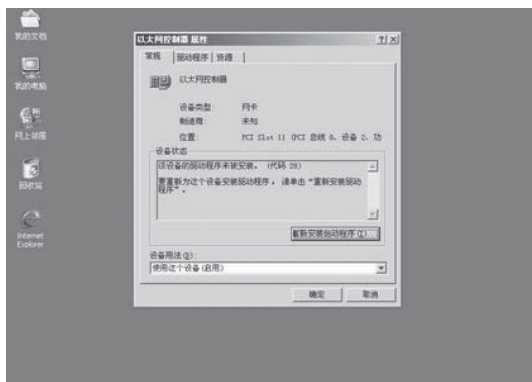 我的文档
我的电脑
网上邻居
回收站
Internet
Explorer
以太网控制器 属性
常规
驱动程序
资源
以太网控制器
设备类型: 网卡
制造商: 未知
位置: PCI Slot 11 (PCI 总线 0、设备 2、功
设备状态
该设备的驱动程序未被安装。 (代码 28)
要重新为这个设备安装驱动程序，请单击“重新安装驱动
程序”。
重新安装驱动程序(I)...
设备用法(D):
使用这个设备(启用)
确定
取消